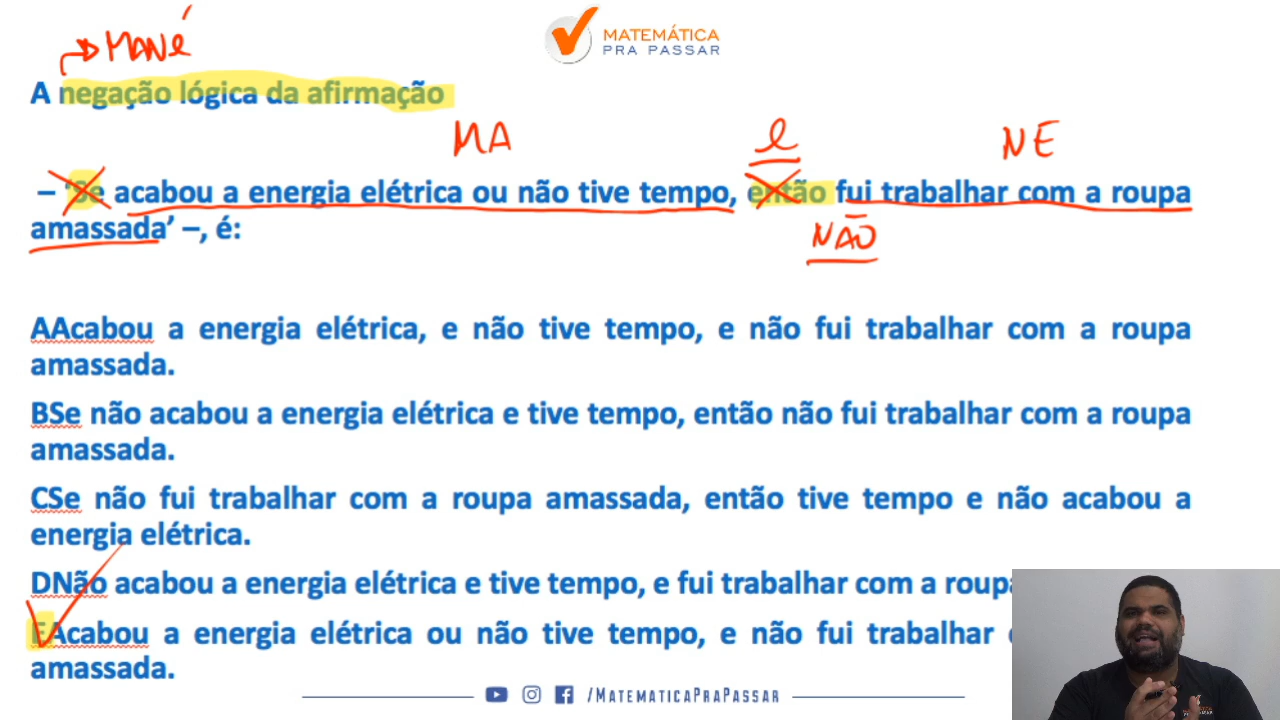 MATEMÁTICA
PRA PASSAR
MANÉ
A negação lógica da afirmação
MA e NE
– ‘Se acabou a energia elétrica ou não tive tempo, então fui trabalhar com a roupa
amassada’ –, é:
NÃO
AAcabou a energia elétrica, e não tive tempo, e não fui trabalhar com a roupa
amassada.
BSe não acabou a energia elétrica e tive tempo, então não fui trabalhar com a roupa
amassada.
CSe não fui trabalhar com a roupa amassada, então tive tempo e não acabou a
energia elétrica.
DNão acabou a energia elétrica e tive tempo, e fui trabalhar com a roupa
EAcabou a energia elétrica ou não tive tempo, e não fui trabalhar
amassada.
/MATEMATICAPRAPASSAR